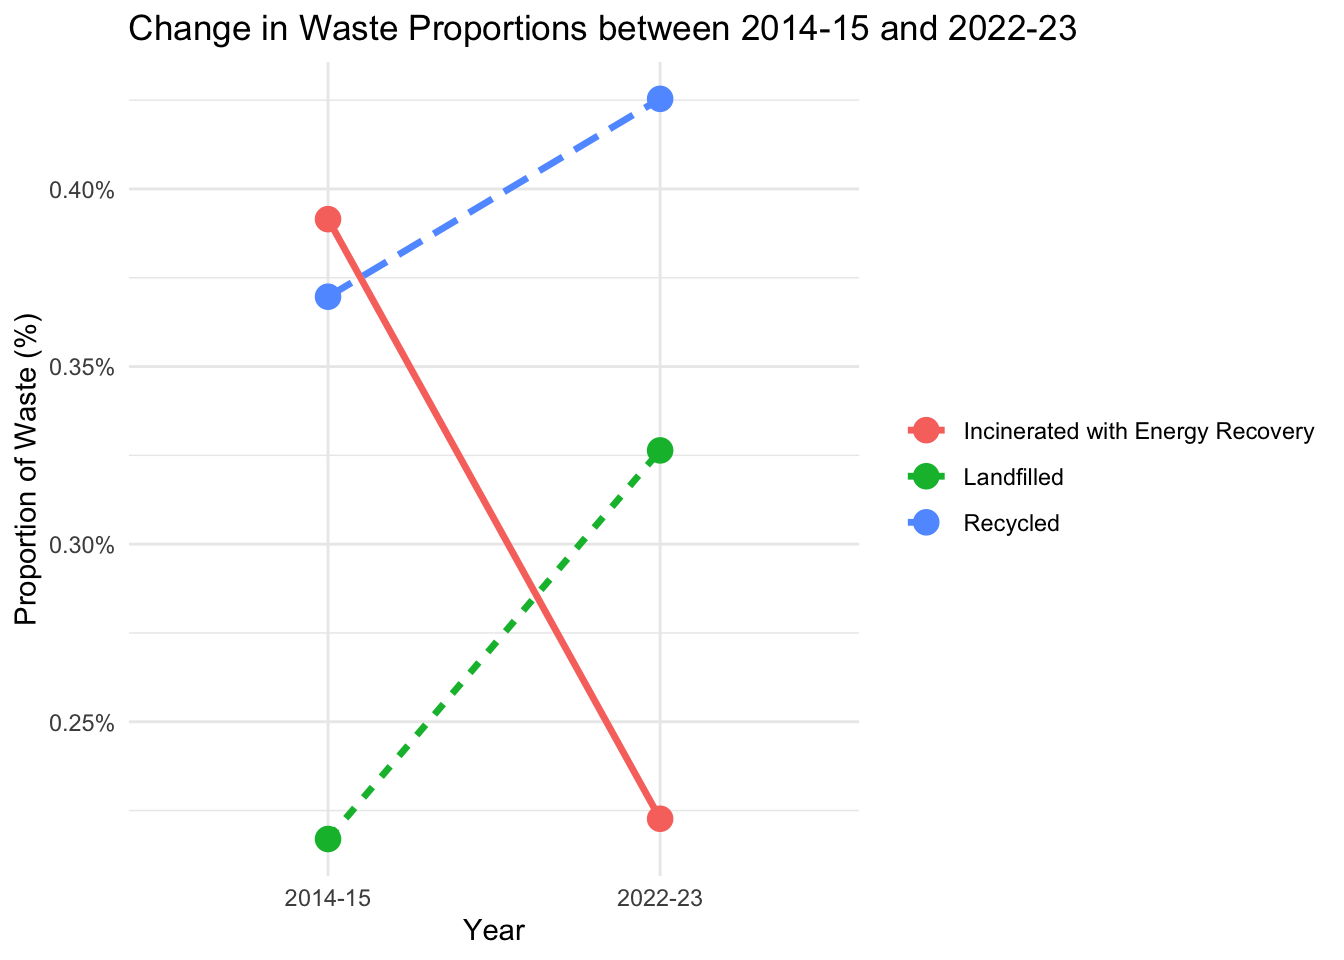 Change in Waste Proportions between 2014-15 and 2022-23
Proportion of Waste (%)
0.40%
0.35%
0.30%
0.25%
2014-15
2022-23
Year
Incinerated with Energy Recovery
Landfilled
Recycled